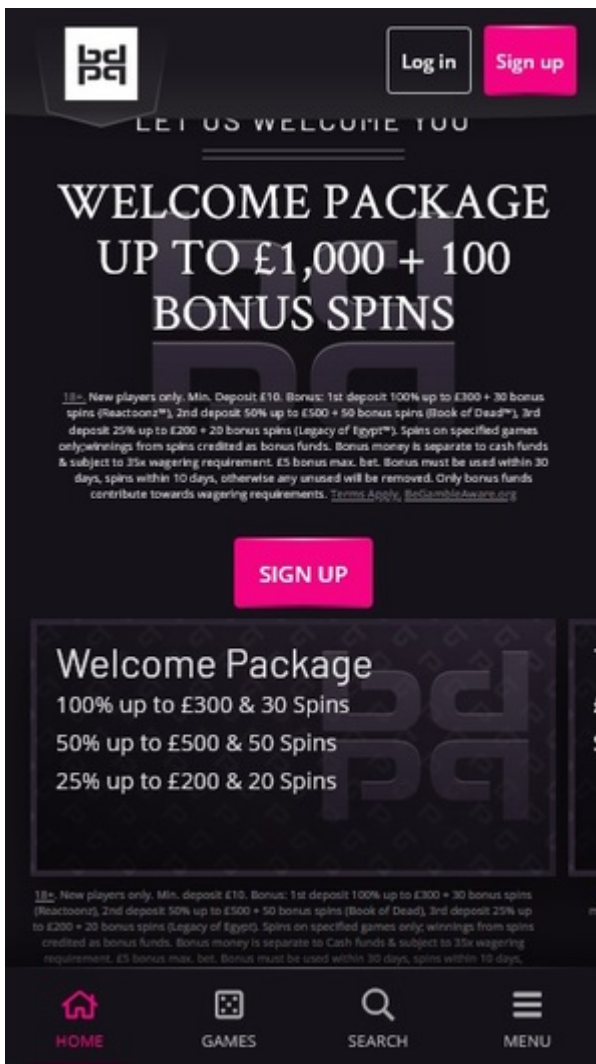 bd
pq
Log in
Sign up
LET US WELCOME YOU
WELCOME PACKAGE
UP TO £1,000 + 100
BONUS SPINS
18+. New players only. Min. Deposit £10. Bonus: 1st deposit 100% up to £300 + 30 bonus
spins (Reactoonz™), 2nd deposit 50% up to £500 + 50 bonus spins (Book of Dead™), 3rd
deposit 25% up to £200 + 20 bonus spins (Legacy of Egypt™). Spins on specified games
only;winnings from spins credited as bonus funds. Bonus money is separate to cash funds
& subject to 35x wagering requirement. £5 bonus max. bet. Bonus must be used within 30
days, spins within 10 days, otherwise any unused will be removed. Only bonus funds
contribute towards wagering requirements. Terms Apply, BeGambleAware.org
SIGN UP
Welcome Package
100% up to £300 & 30 Spins
50% up to £500 & 50 Spins
25% up to £200 & 20 Spins
bd
pq
18+. New players only. Min. deposit £10. Bonus: 1st deposit 100% up to £300 + 30 bonus spins
(Reactoonz), 2nd deposit 50% up to £500 + 50 bonus spins (Book of Dead), 3rd deposit 25% up
to £200 + 20 bonus spins (Legacy of Egypt). Spins on specified games only; winnings from spins
credited as bonus funds. Bonus money is separate to Cash funds & subject to 35x wagering
requirement. £5 bonus max. bet. Bonus must be used within 30 days, spins within 10 days,
HOME
GAMES
SEARCH
MENU